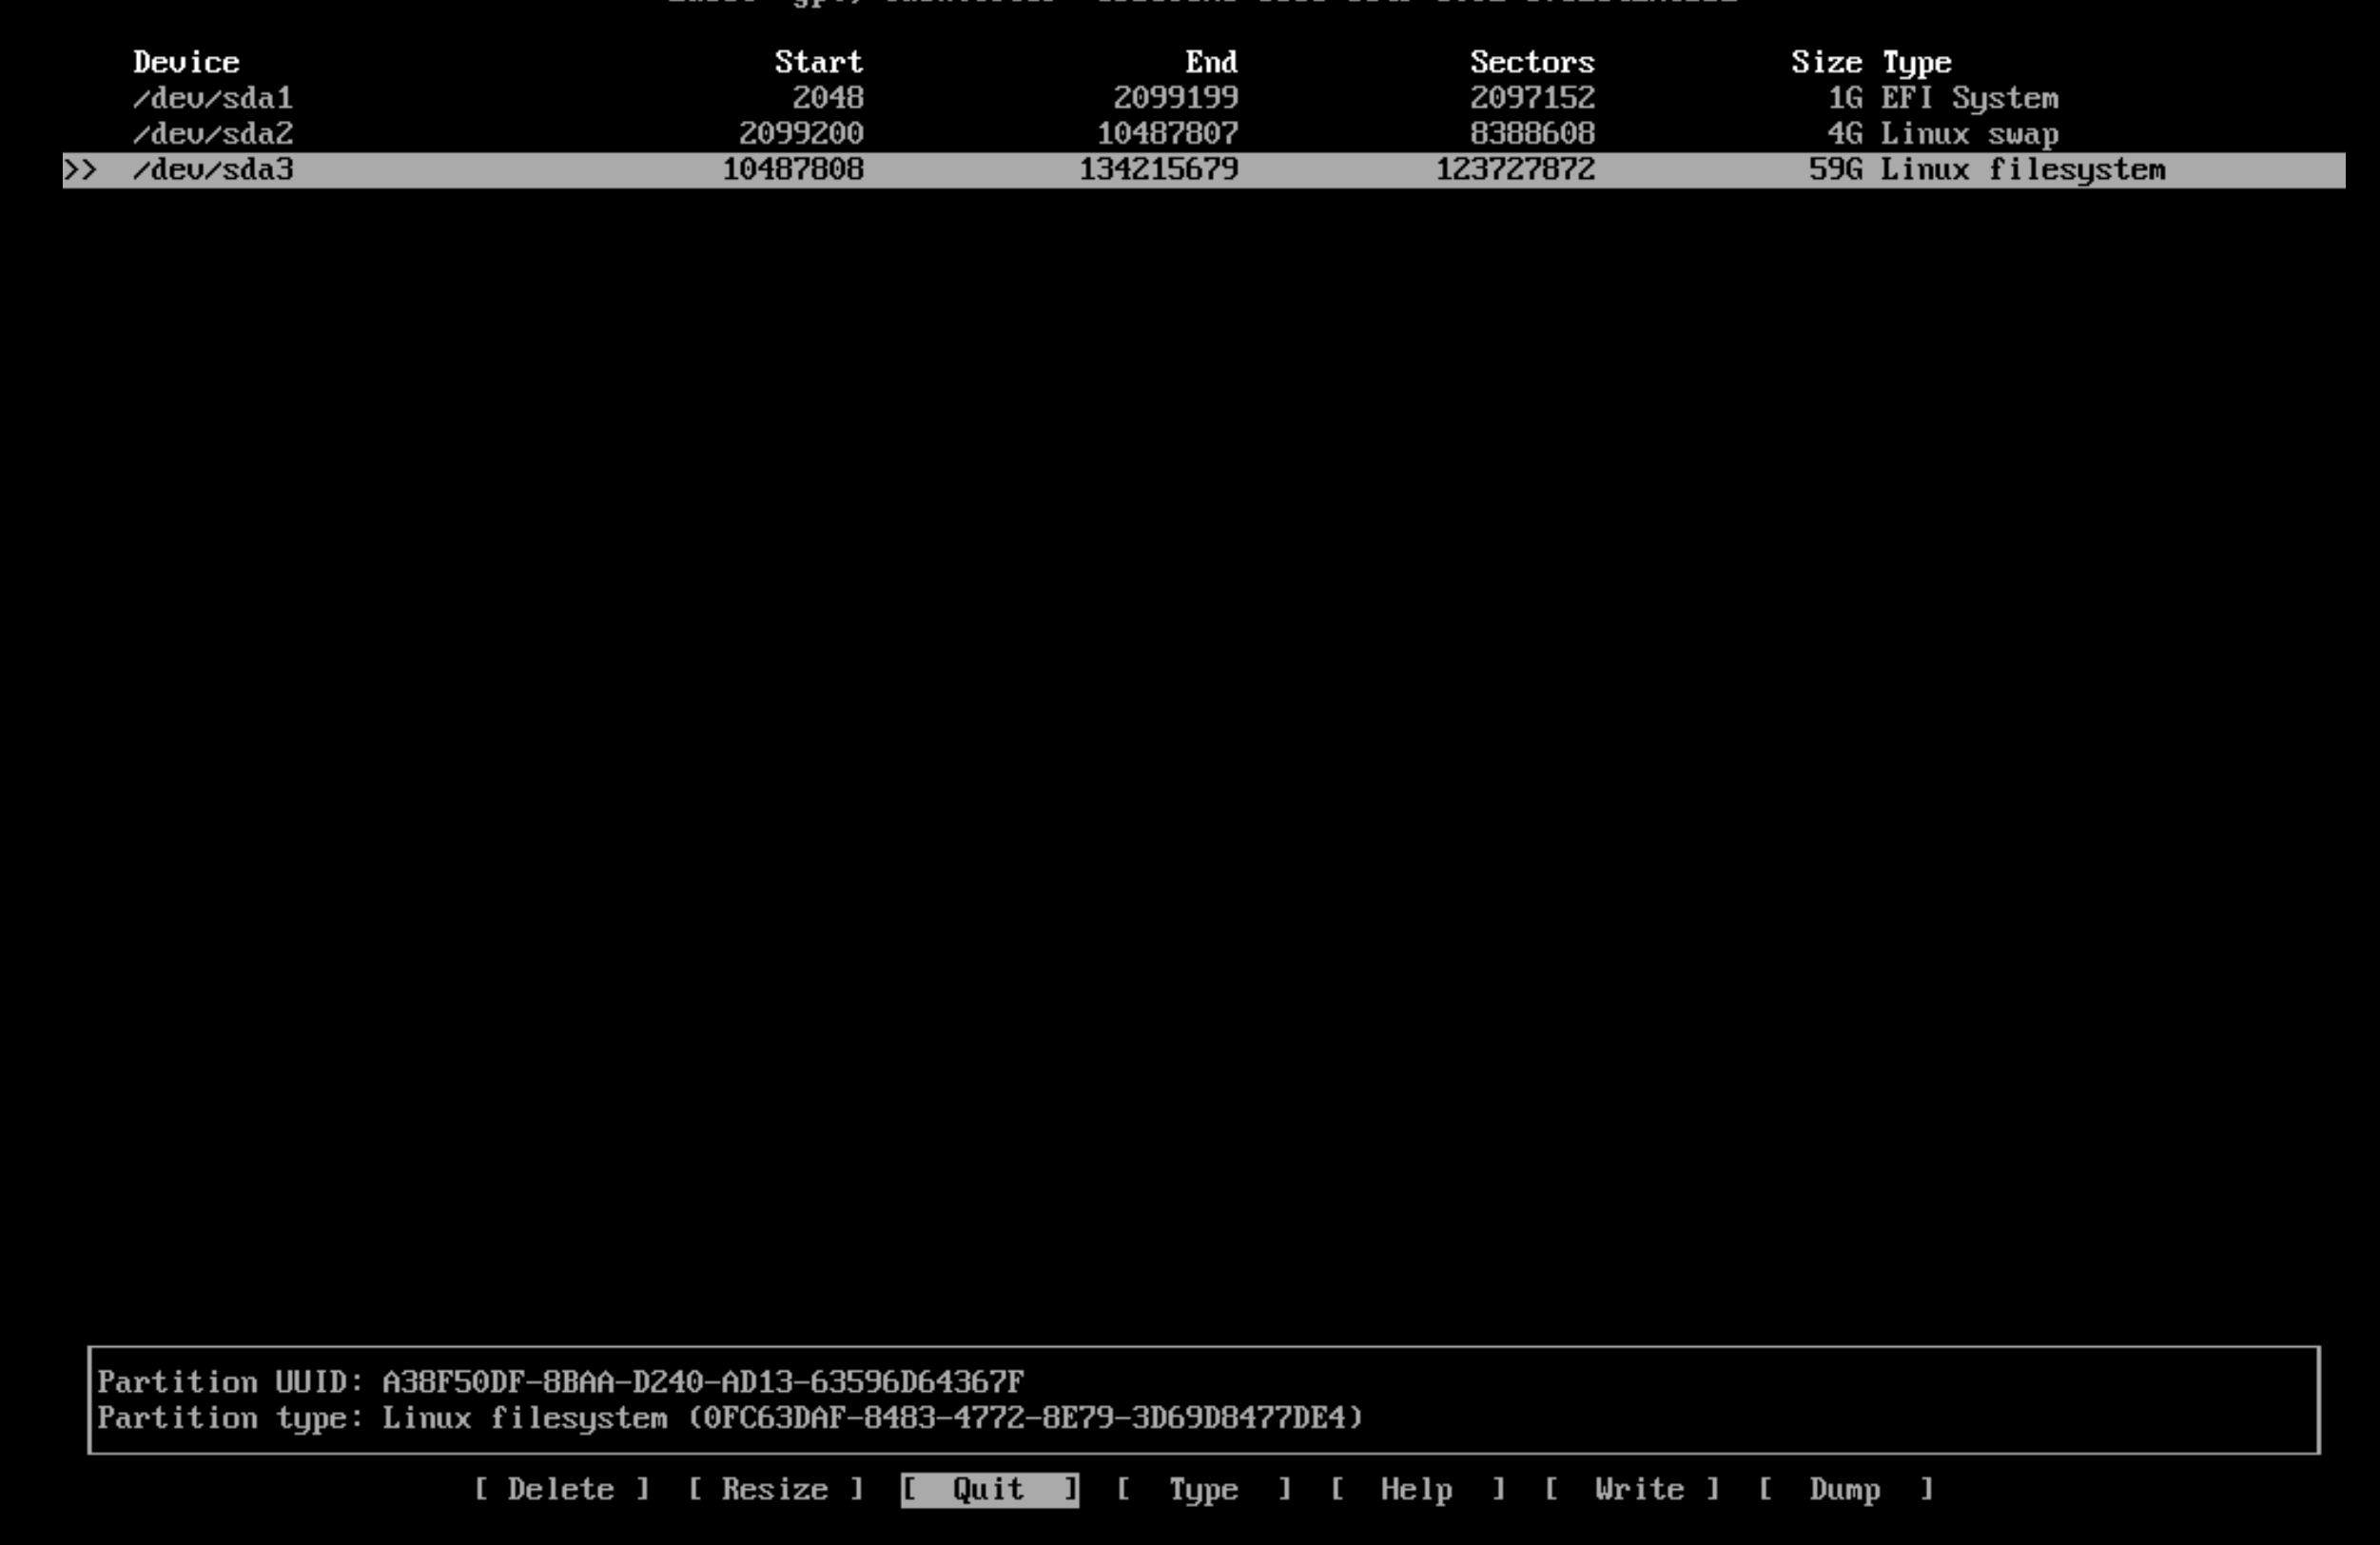 Device Start End Sectors Size Type
/dev/sda1 2048 2099199 2097152 1G EFI System
/dev/sda2 2099200 10487807 8388608 4G Linux swap
>> /dev/sda3 10487808 134215679 123727872 59G Linux filesystem
Partition UUID: A38F50DF-8BAA-D240-AD13-63596D64367F
Partition type: Linux filesystem (0FC63DAF-8483-4772-8E79-3D69D8477DE4)
[ Delete ] [ Resize ] [ Quit ] [ Type ] [ Help ] [ Write ] [ Dump ]